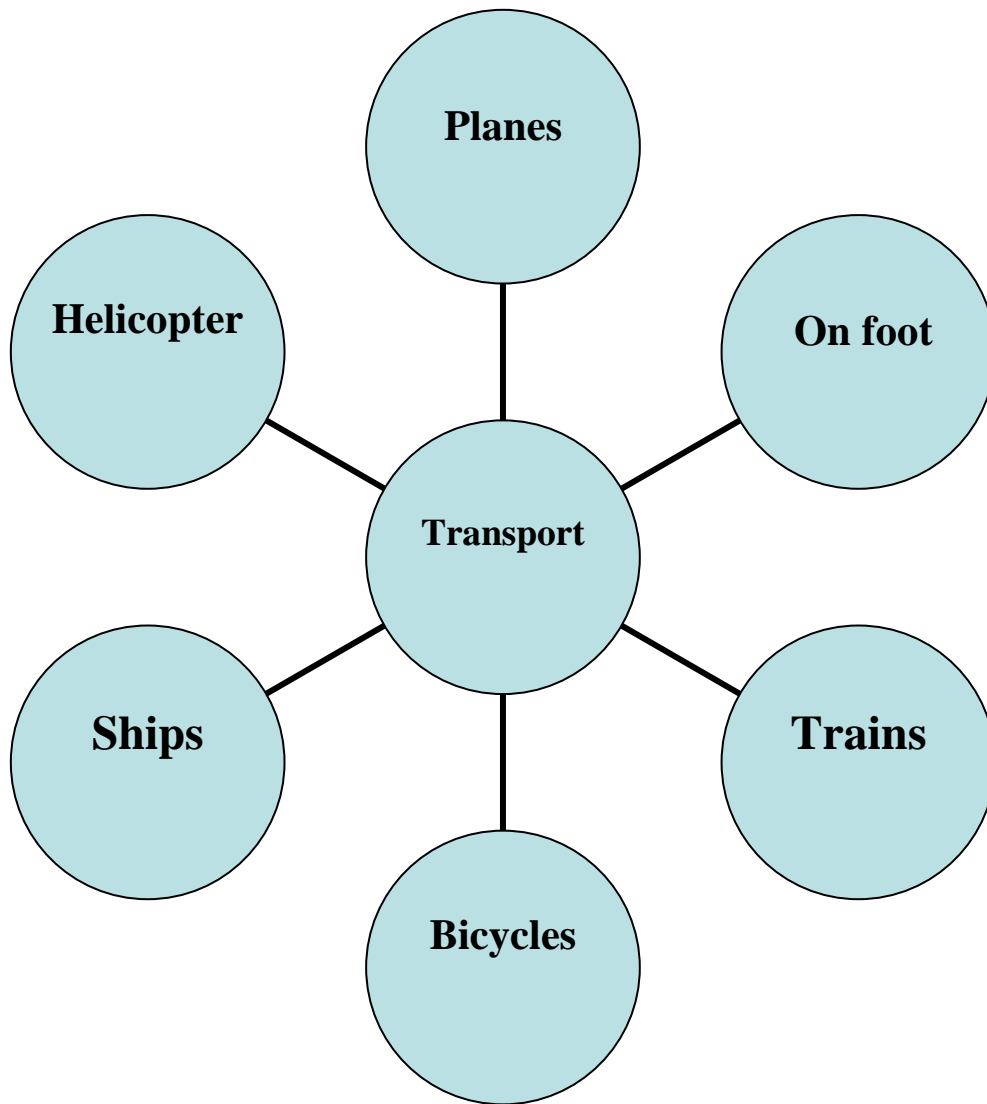 Planes
Helicopter
On foot
Transport
Ships
Trains
Bicycles